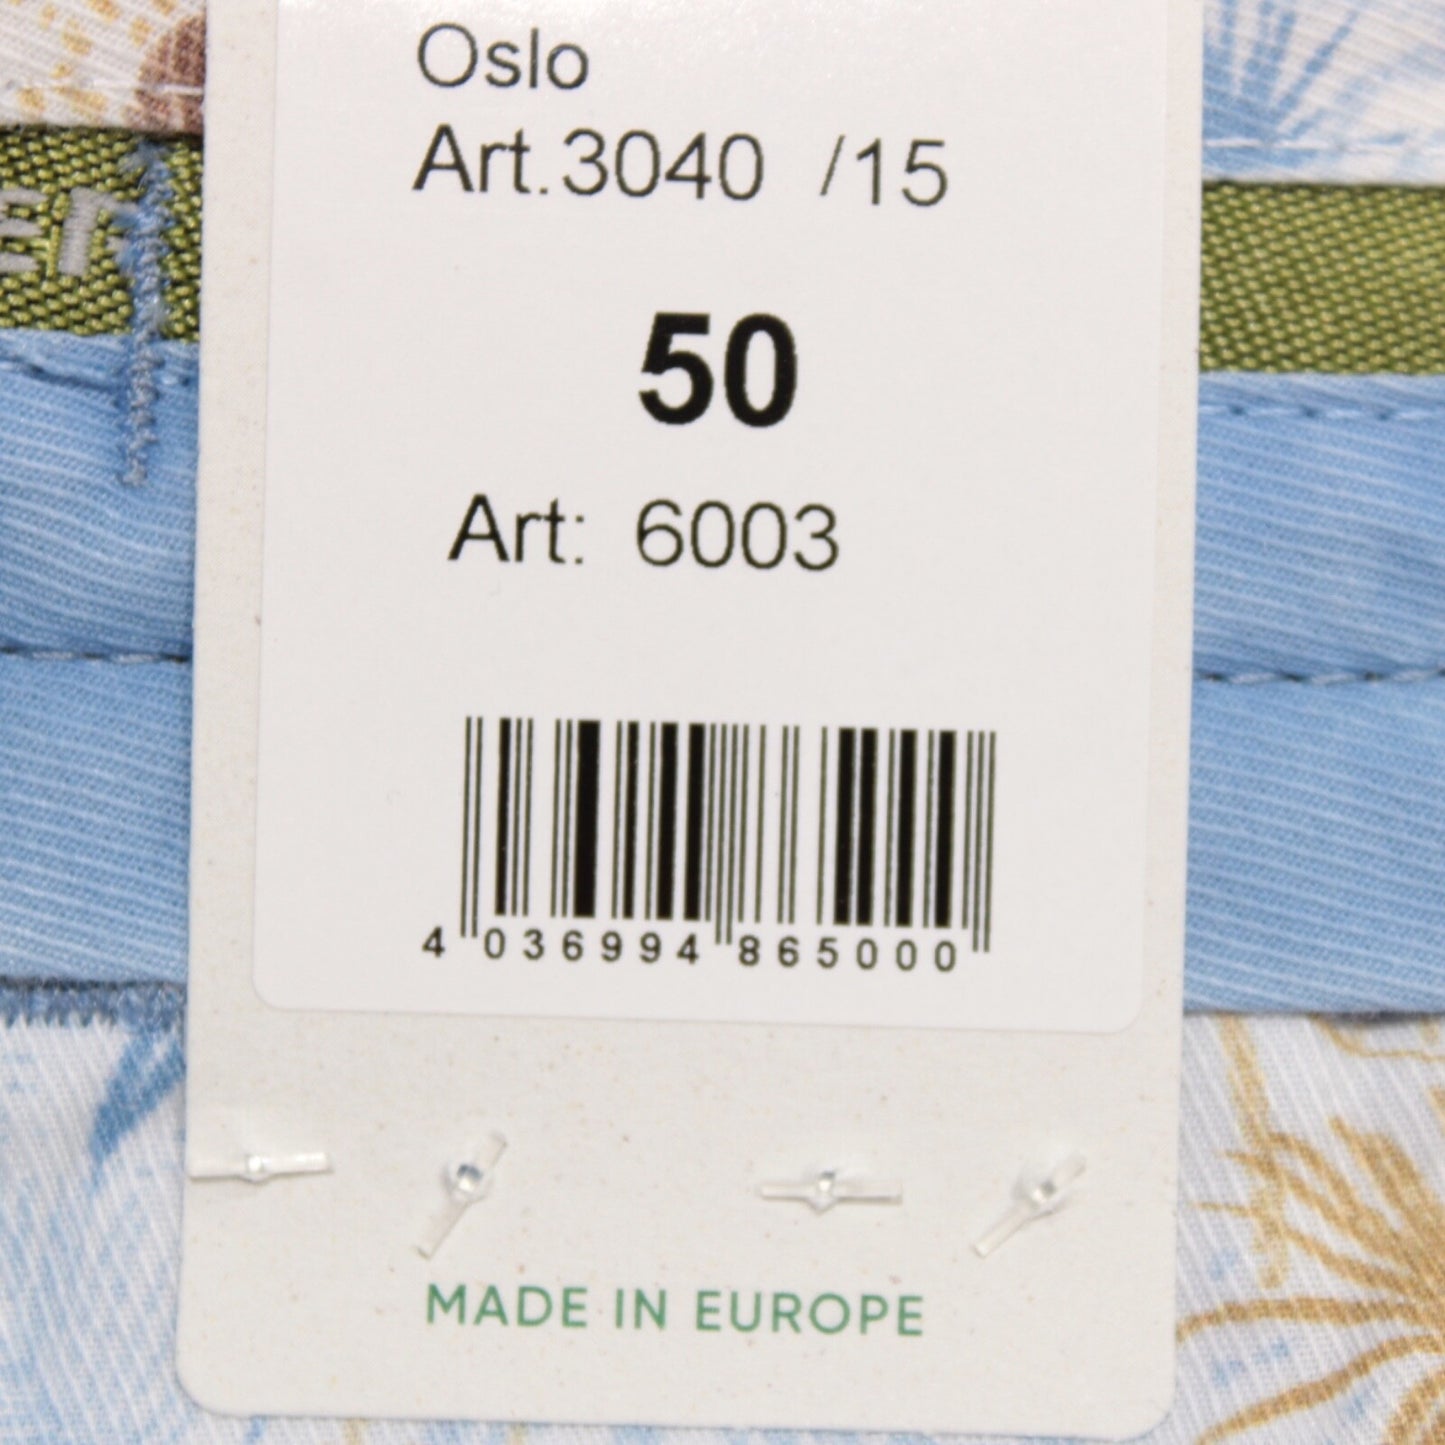 Oslo
Art.3040 /15
50
Art: 6003
4 036994 865000
MADE IN EUROPE